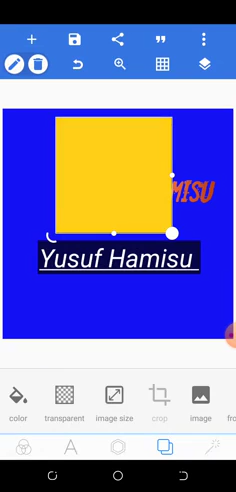 MISU
Yusuf Hamisu
color
transparent
image size
crop
image
fro